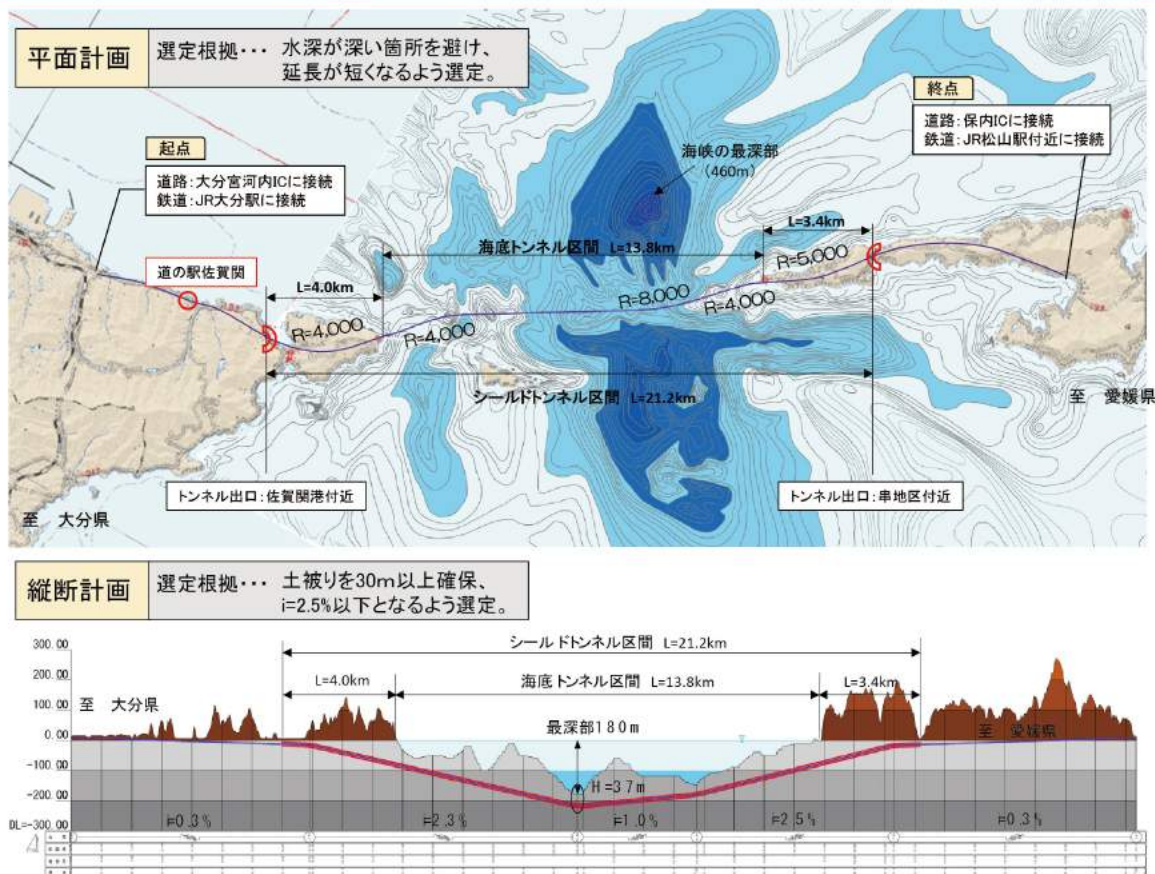 平面計画
選定根拠･･･ 水深が深い箇所を避け、
延長が短くなるよう選定。
終点
道路:保内ICに接続
鉄道:JR松山駅付近に接続
起点
道路:大分宮河内ICに接続
鉄道:JR大分駅に接続
海峡の最深部
(460m)
道の駅佐賀関
海底トンネル区間 L=13.8km
L=3.4km
L=4.0km
R=5,000
R=8,000
R=4,000
R=4,000
R=4,000
シールドトンネル区間 L=21.2km
至 愛媛県
トンネル出口:佐賀関港付近
トンネル出口:串地区付近
至 大分県
縦断計画
選定根拠･･･ 土被りを30m以上確保、
i=2.5%以下となるよう選定。
シールドトンネル区間 L=21.2km
L=4.0km
海底トンネル区間 L=13.8km
L=3.4km
至 大分県
最深部180m
至 愛媛県
H=37m
300.00
200.00
100.00
0.00
-100.00
-200.00
DL=-300.00
i=0.3%
i=2.3%
i=1.0%
i=2.5%
i=0.3%